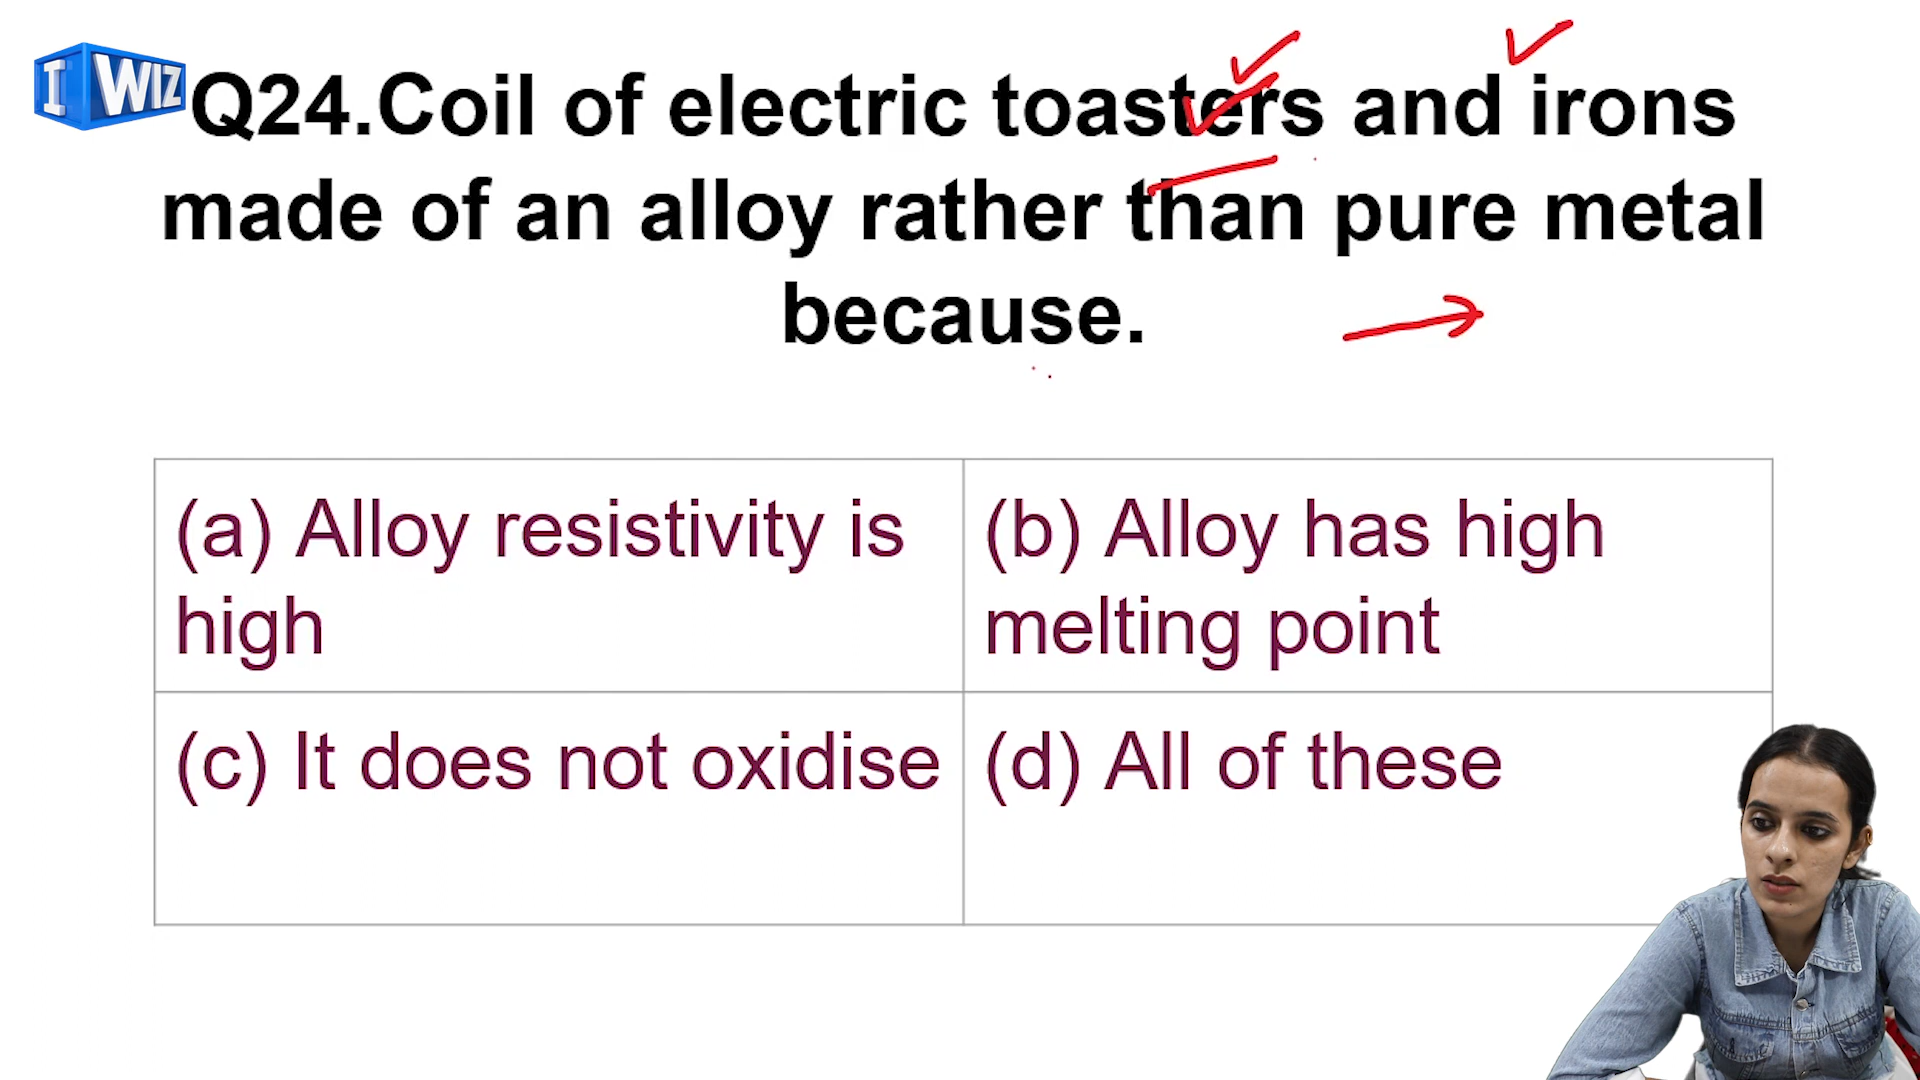 I WIZ
Q24.Coil of electric toasters and irons
made of an alloy rather than pure metal
because.
(a) Alloy resistivity is
high
(b) Alloy has high
melting point
(c) It does not oxidise
(d) All of these